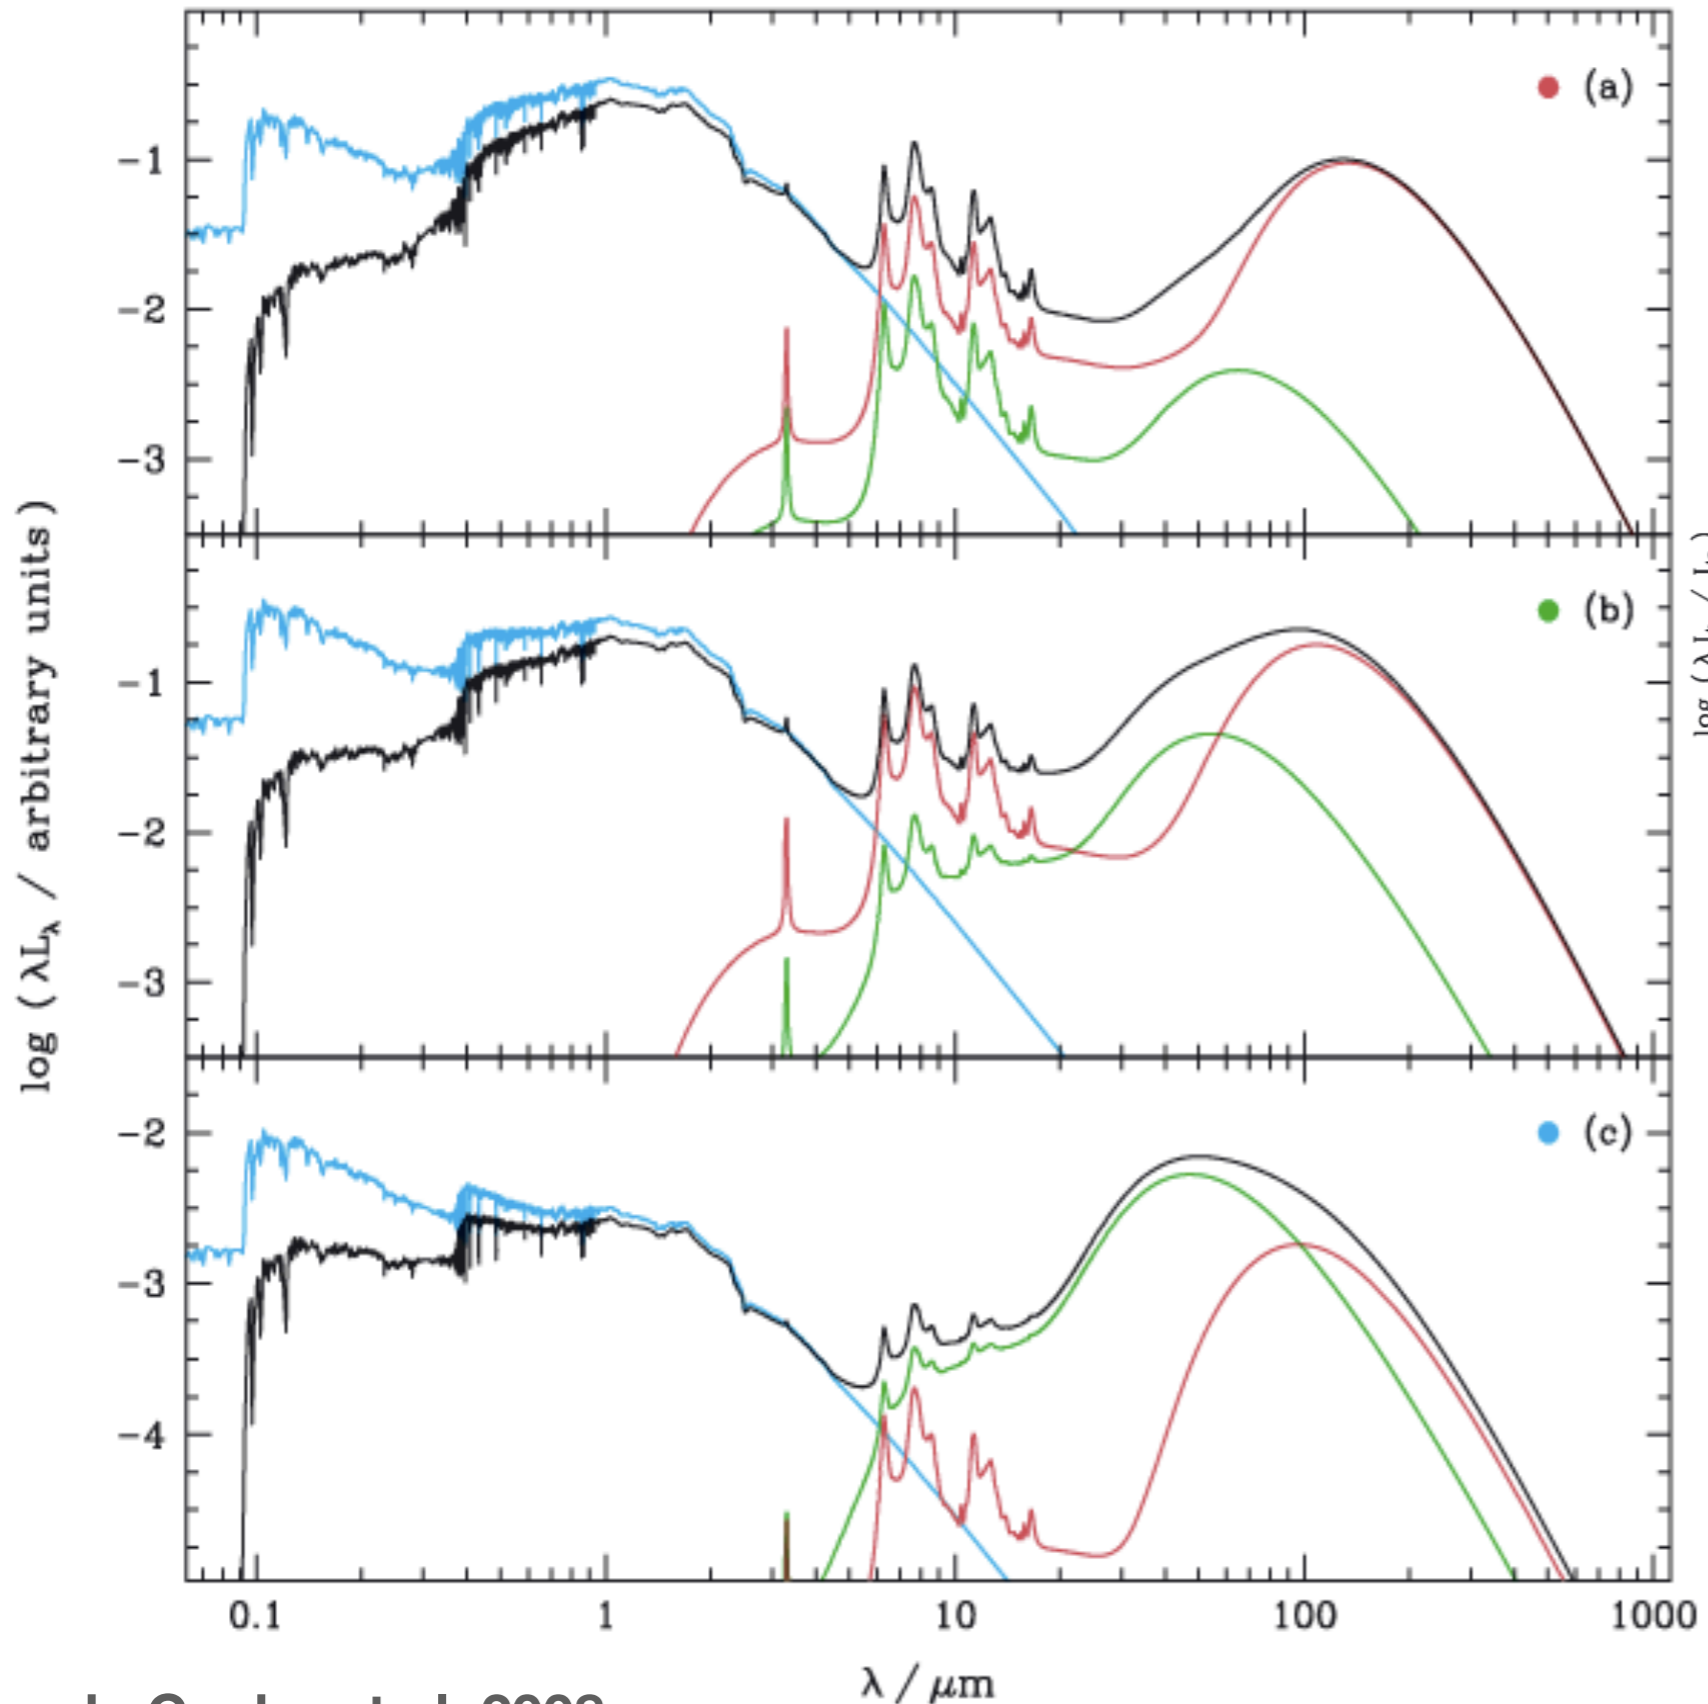 (a)
−1
−2
−3
(b)
−1
−2
−3
(c)
−2
−3
−4
log ( λLλ / arbitrary units )
0.1 1 10 100 1000
λ / μm